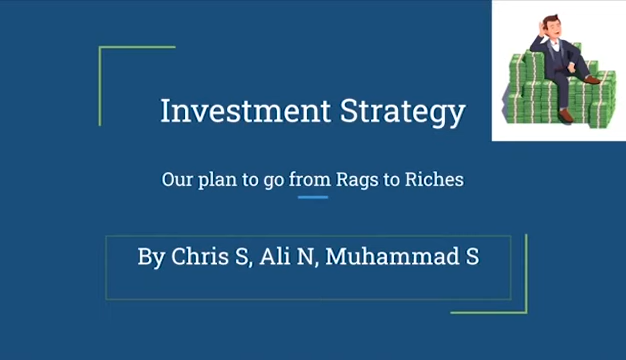 Investment Strategy
Our plan to go from Rags to Riches
By Chris S, Ali N, Muhammad S